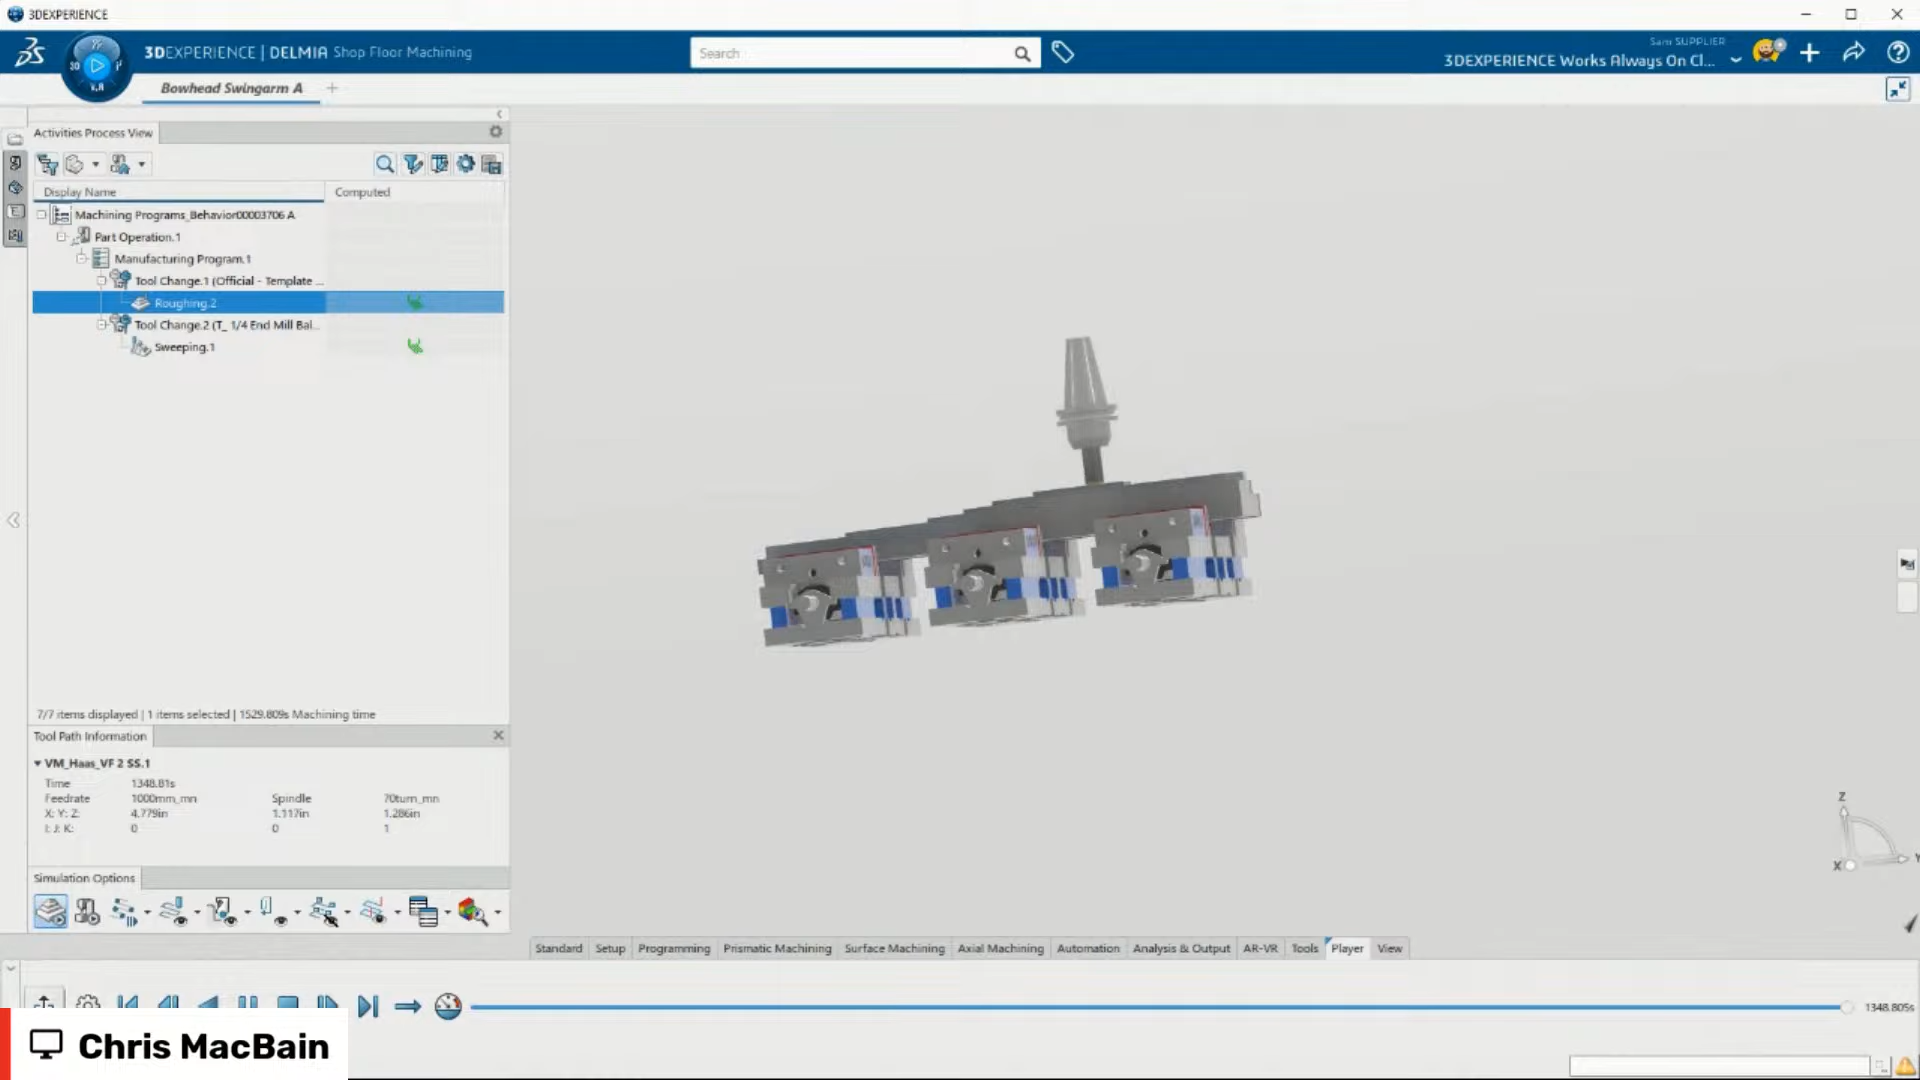 3DEXPERIENCE
3DEXPERIENCE | DELMIA Shop Floor Machining
Search
Sam SUPPLIER
3DEXPERIENCE Works Always On Cl...
3D
V.R
Bowhead Swingarm A
Activities Process View
Display Name Computed
Machining Programs_Behavior00003706 A
Part Operation.1
Manufacturing Program.1
Tool Change.1 (Official - Template ...
Roughing.2
Tool Change.2 (T_ 1/4 End Mill Bal...
Sweeping.1
7/7 items displayed | 1 items selected | 1529.809s Machining time
Tool Path Information
VM_Haas_VF 2 SS.1
Time 1348.81s
Feedrate 1000mm_mn Spindle 70turn_mn
X: Y: Z: 4.779in 1.117in 1.286in
I: J: K: 0 0 1
Z
Y
X
Simulation Options
Standard Setup Programming Prismatic Machining Surface Machining Axial Machining Automation Analysis & Output AR-VR Tools Player View
1348.805s
Chris MacBain